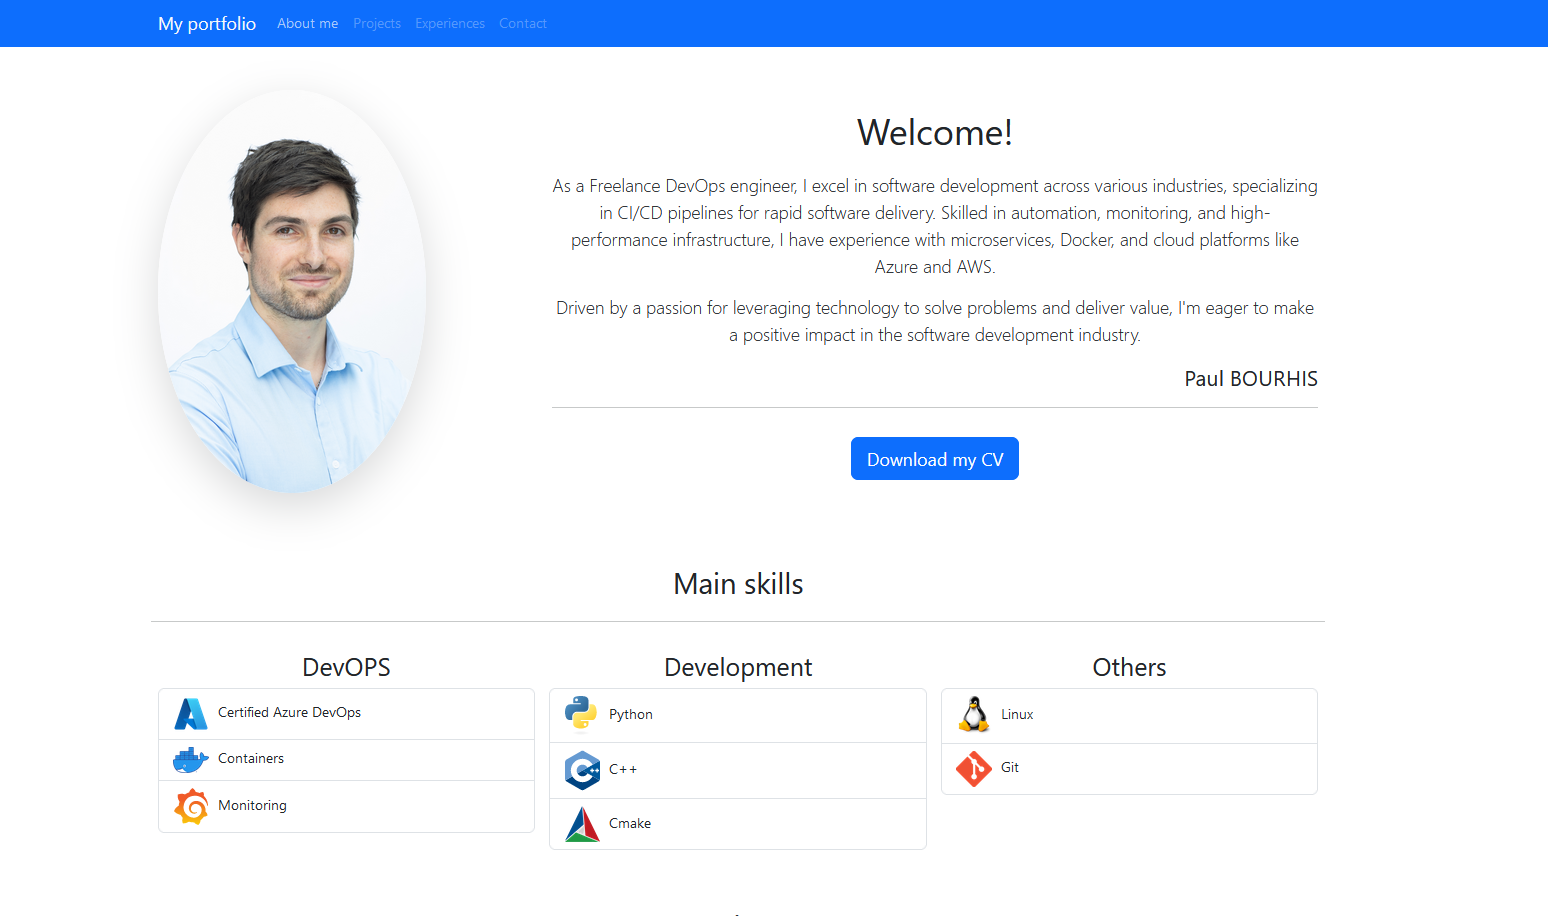 My portfolio About me Projects Experiences Contact
Welcome!
As a Freelance DevOps engineer, I excel in software development across various industries, specializing
in CI/CD pipelines for rapid software delivery. Skilled in automation, monitoring, and high-
performance infrastructure, I have experience with microservices, Docker, and cloud platforms like
Azure and AWS.
Driven by a passion for leveraging technology to solve problems and deliver value, I'm eager to make
a positive impact in the software development industry.
Paul BOURHIS
Download my CV
Main skills
DevOPS
Certified Azure DevOps
Containers
Monitoring
Development
Python
C++
Cmake
Others
Linux
Git